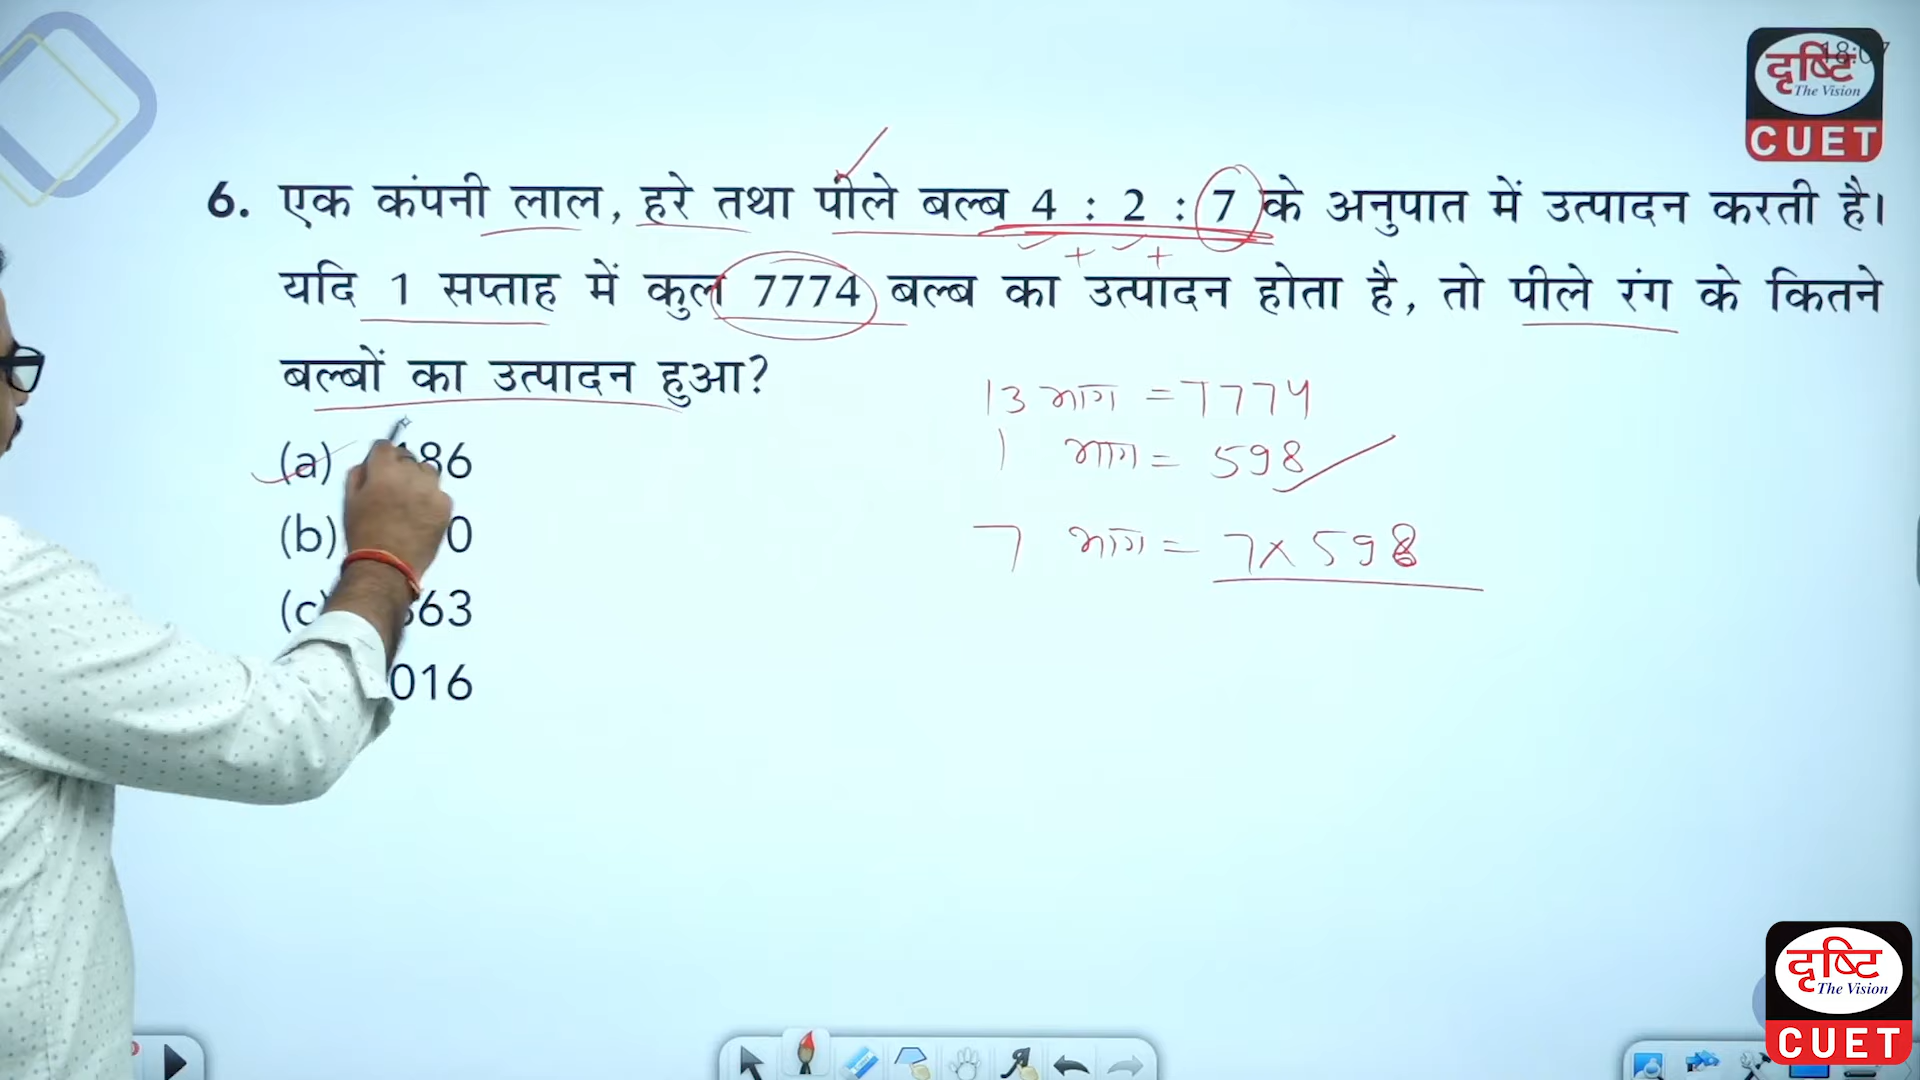 दृष्टि
The Vision
CUET
6. एक कंपनी लाल, हरे तथा पीले बल्ब 4 : 2 : 7 के अनुपात में उत्पादन करती है।
+ +
यदि 1 सप्ताह में कुल 7774 बल्ब का उत्पादन होता है, तो पीले रंग के कितने
बल्बों का उत्पादन हुआ?
13 भाग = 7774
(a) 86
1 भाग = 598
(b) 0
7 भाग = 7×598
(c) 63
016
दृष्टि
The Vision
CUET